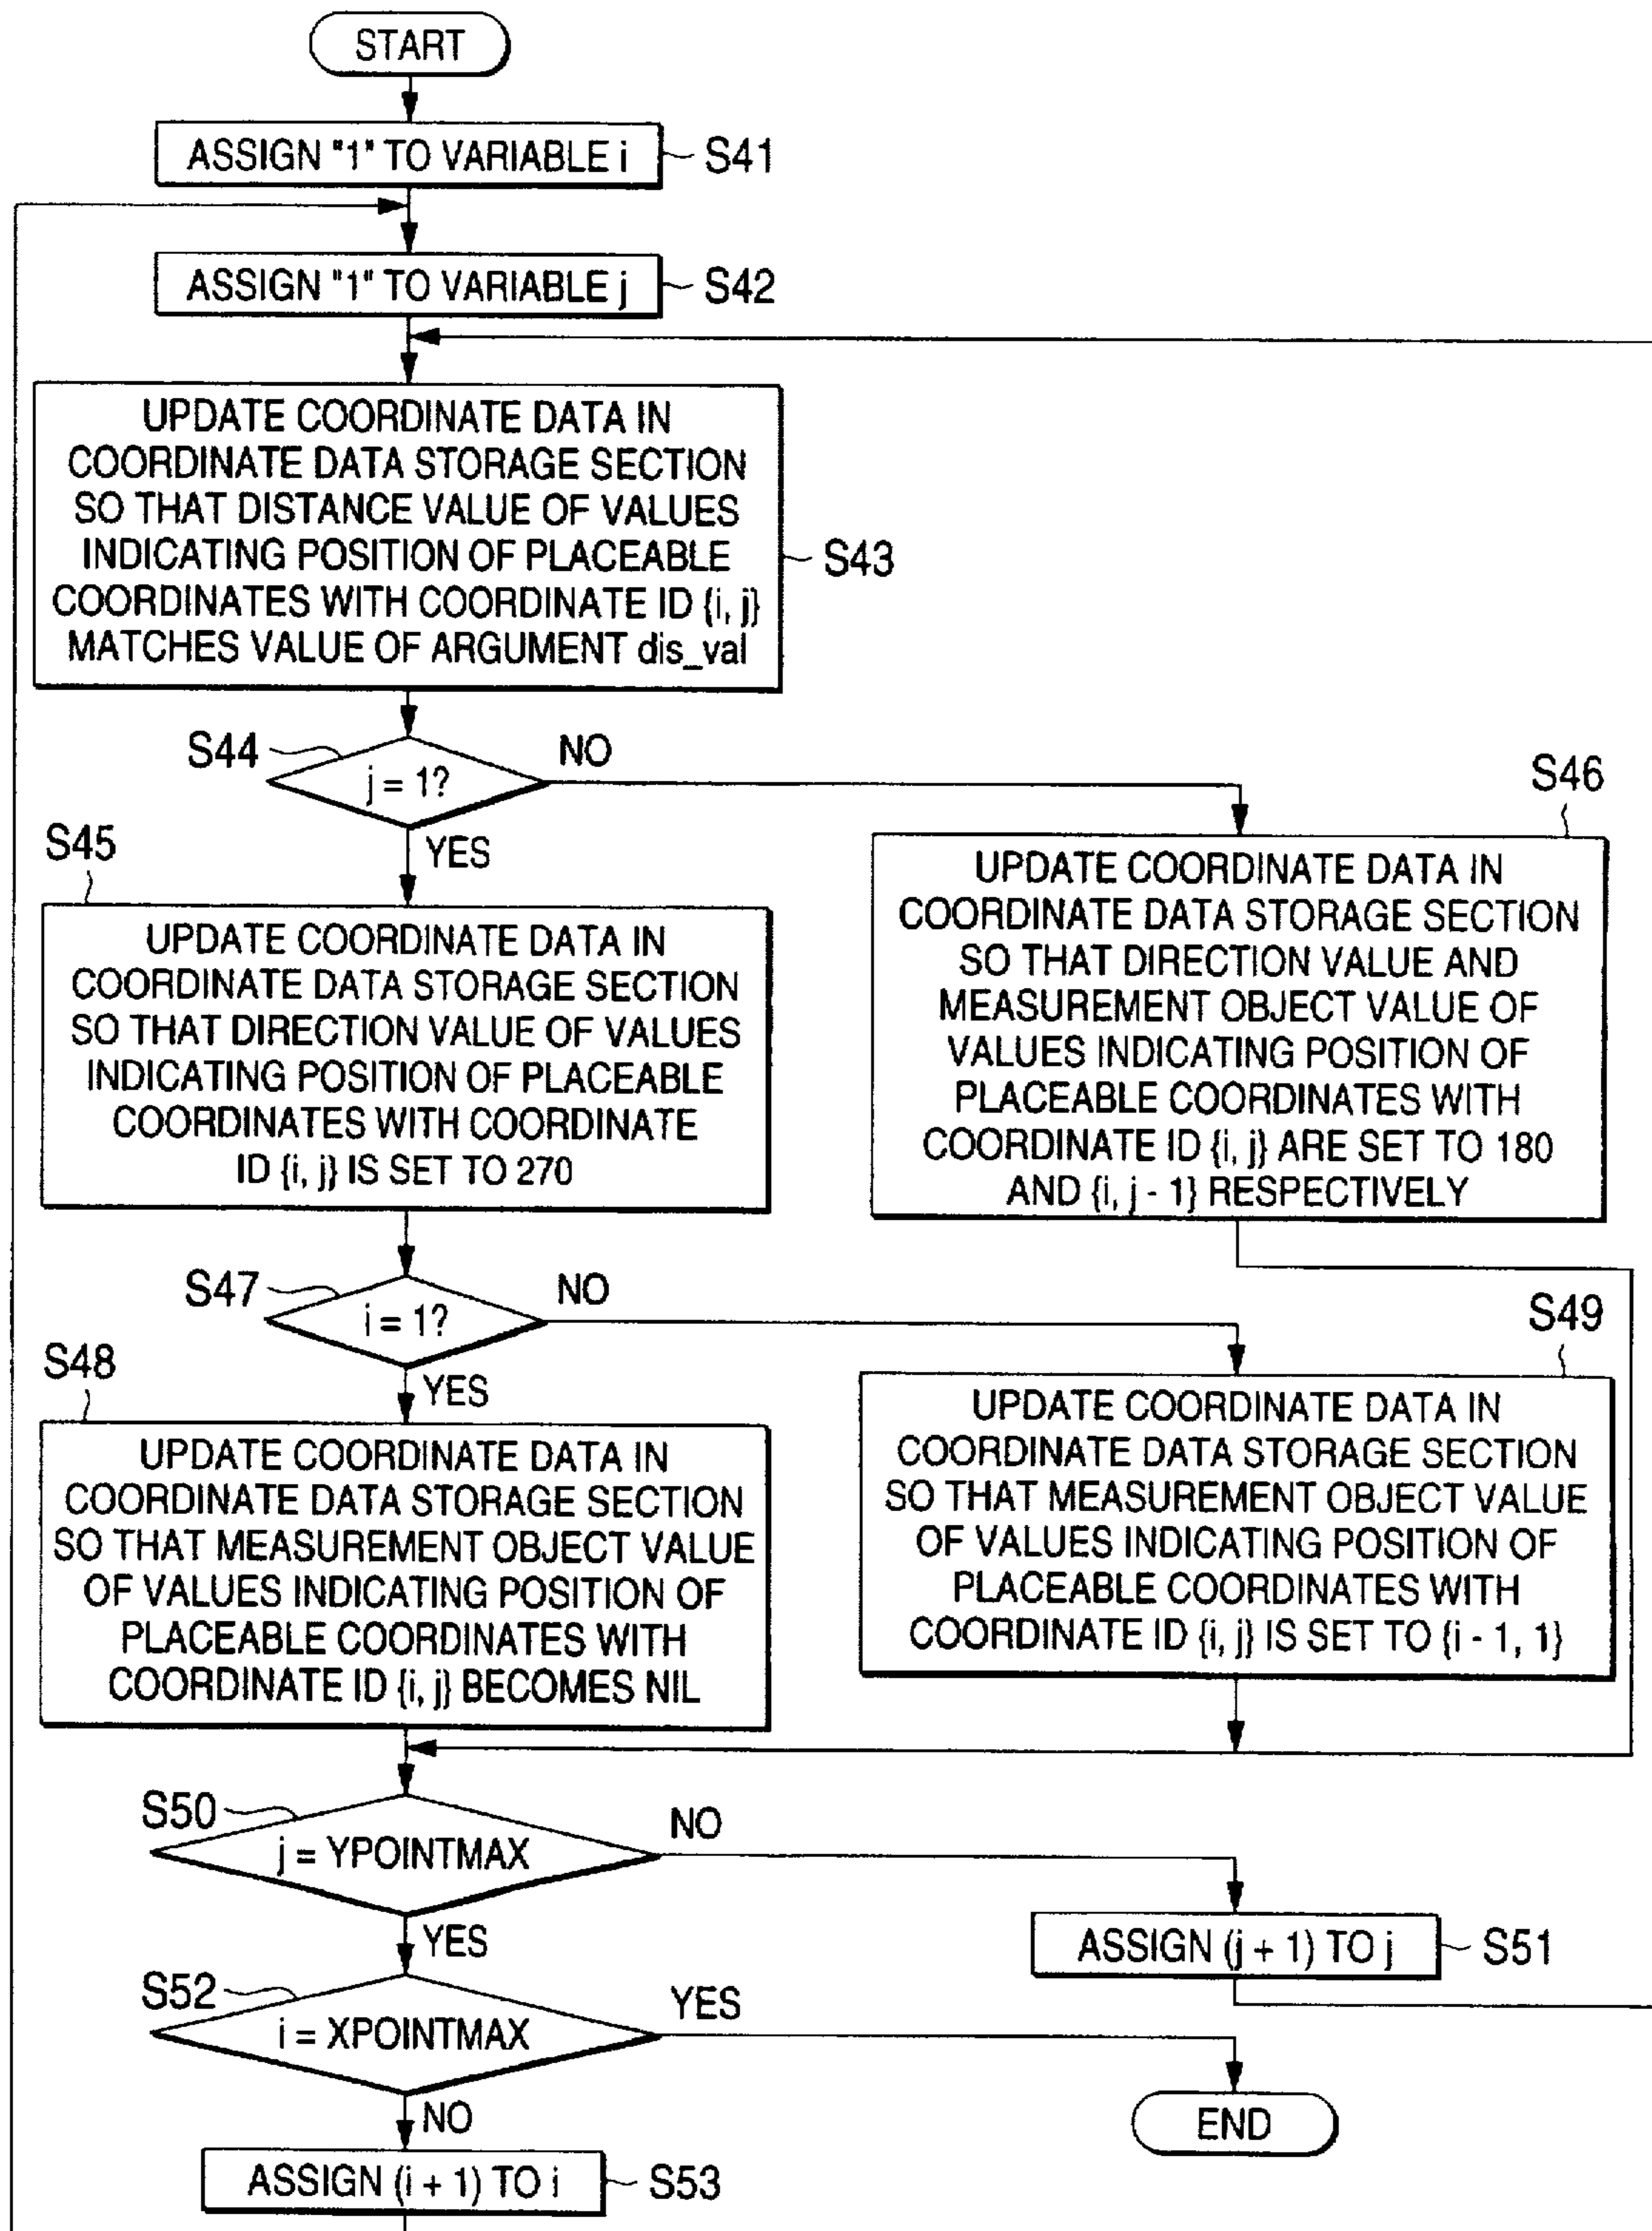 START
ASSIGN "1" TO VARIABLE i
S41
ASSIGN "1" TO VARIABLE j
S42
UPDATE COORDINATE DATA IN
COORDINATE DATA STORAGE SECTION
SO THAT DISTANCE VALUE OF VALUES
INDICATING POSITION OF PLACEABLE
COORDINATES WITH COORDINATE ID {i, j}
MATCHES VALUE OF ARGUMENT dis_val
S43
S44
j = 1?
NO
YES
S45
UPDATE COORDINATE DATA IN
COORDINATE DATA STORAGE SECTION
SO THAT DIRECTION VALUE OF VALUES
INDICATING POSITION OF PLACEABLE
COORDINATES WITH COORDINATE
ID {i, j} IS SET TO 270
S46
UPDATE COORDINATE DATA IN
COORDINATE DATA STORAGE SECTION
SO THAT DIRECTION VALUE AND
MEASUREMENT OBJECT VALUE OF
VALUES INDICATING POSITION OF
PLACEABLE COORDINATES WITH
COORDINATE ID {i, j} ARE SET TO 180
AND {i, j - 1} RESPECTIVELY
S47
i = 1?
NO
YES
S48
UPDATE COORDINATE DATA IN
COORDINATE DATA STORAGE SECTION
SO THAT MEASUREMENT OBJECT VALUE
OF VALUES INDICATING POSITION OF
PLACEABLE COORDINATES WITH
COORDINATE ID {i, j} BECOMES NIL
S49
UPDATE COORDINATE DATA IN
COORDINATE DATA STORAGE SECTION
SO THAT MEASUREMENT OBJECT VALUE
OF VALUES INDICATING POSITION OF
PLACEABLE COORDINATES WITH
COORDINATE ID {i, j} IS SET TO {i - 1, 1}
S50
j = YPOINTMAX
NO
YES
ASSIGN (j + 1) TO j
S51
S52
i = XPOINTMAX
YES
NO
END
ASSIGN (i + 1) TO i
S53